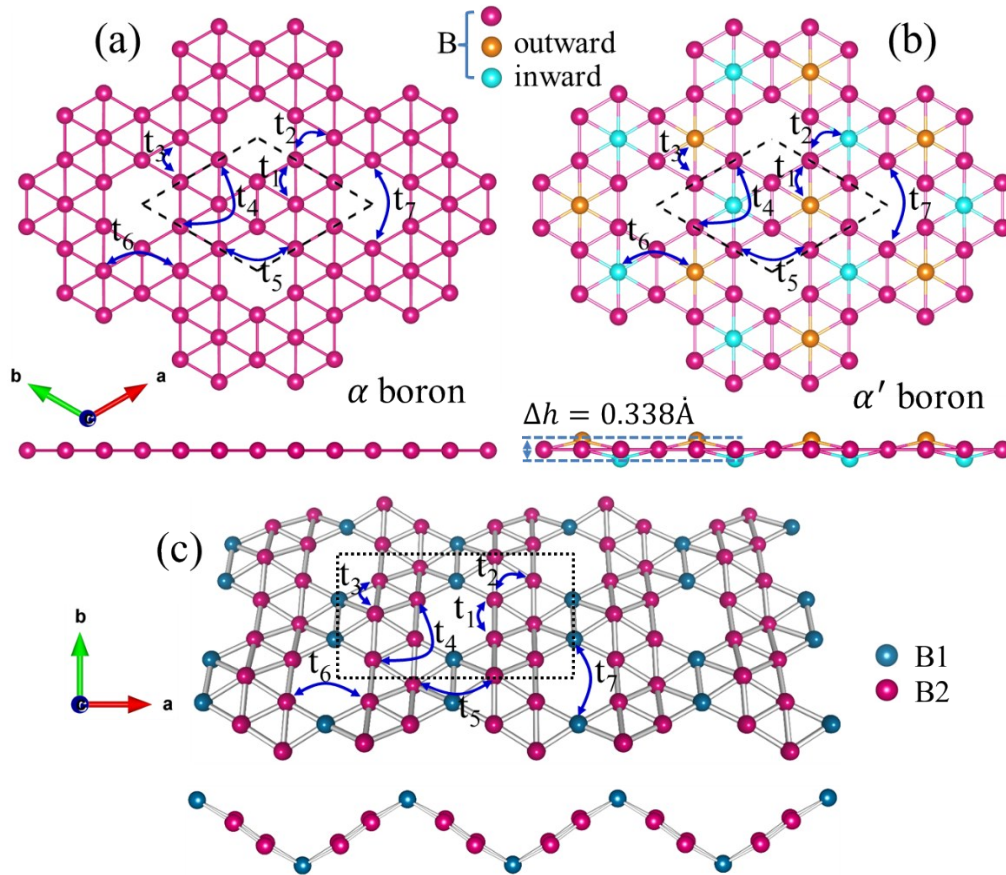 (a)
B
outward
inward
(b)
t₂
t₃
t₁
t₄
t₇
t₆
t₅
t₂
t₃
t₁
t₄
t₇
t₆
t₅
b
a
c
α boron
α′ boron
Δh = 0.338Å
(c)
t₃
t₂
t₁
t₄
t₆
t₅
t₇
b
c
a
B1
B2